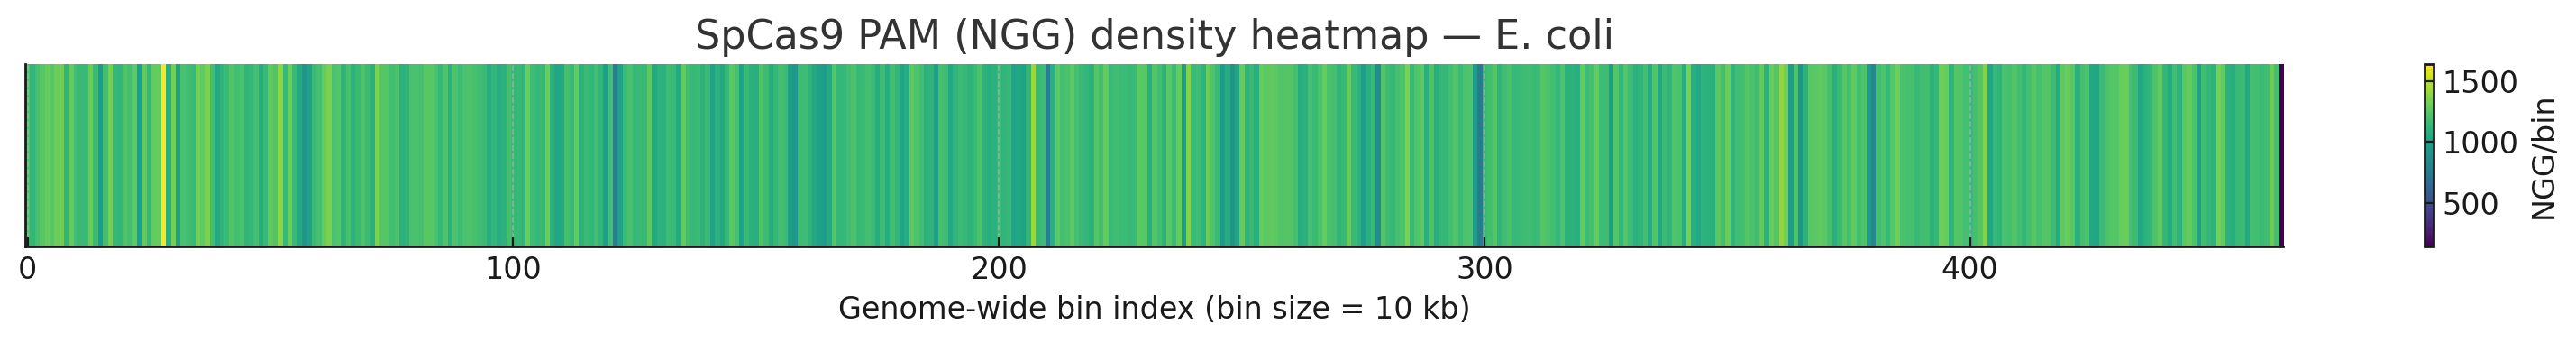 SpCas9 PAM (NGG) density heatmap — E. coli
0 100 200 300 400
Genome-wide bin index (bin size = 10 kb)
1500
1000
500
NGG/bin